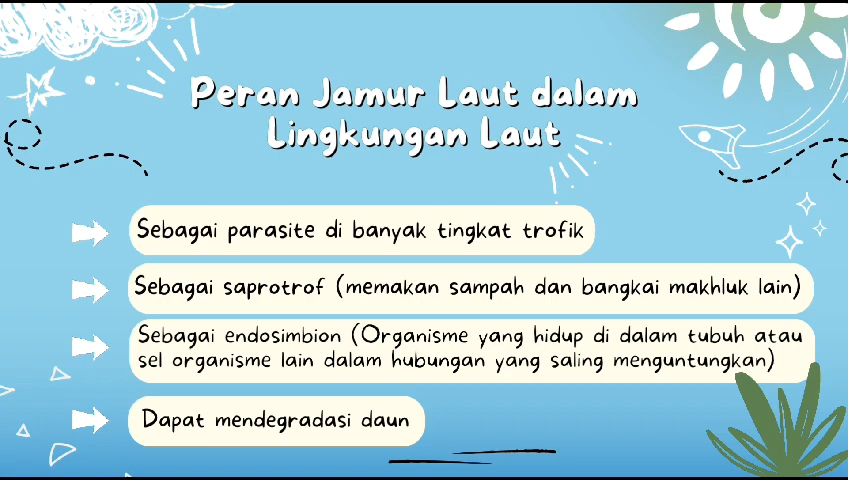 Peran Jamur Laut dalam
Lingkungan Laut
Sebagai parasite di banyak tingkat trofik
Sebagai saprotrof (memakan sampah dan bangkai makhluk lain)
Sebagai endosimbion (Organisme yang hidup di dalam tubuh atau
sel organisme lain dalam hubungan yang saling menguntungkan)
Dapat mendegradasi daun